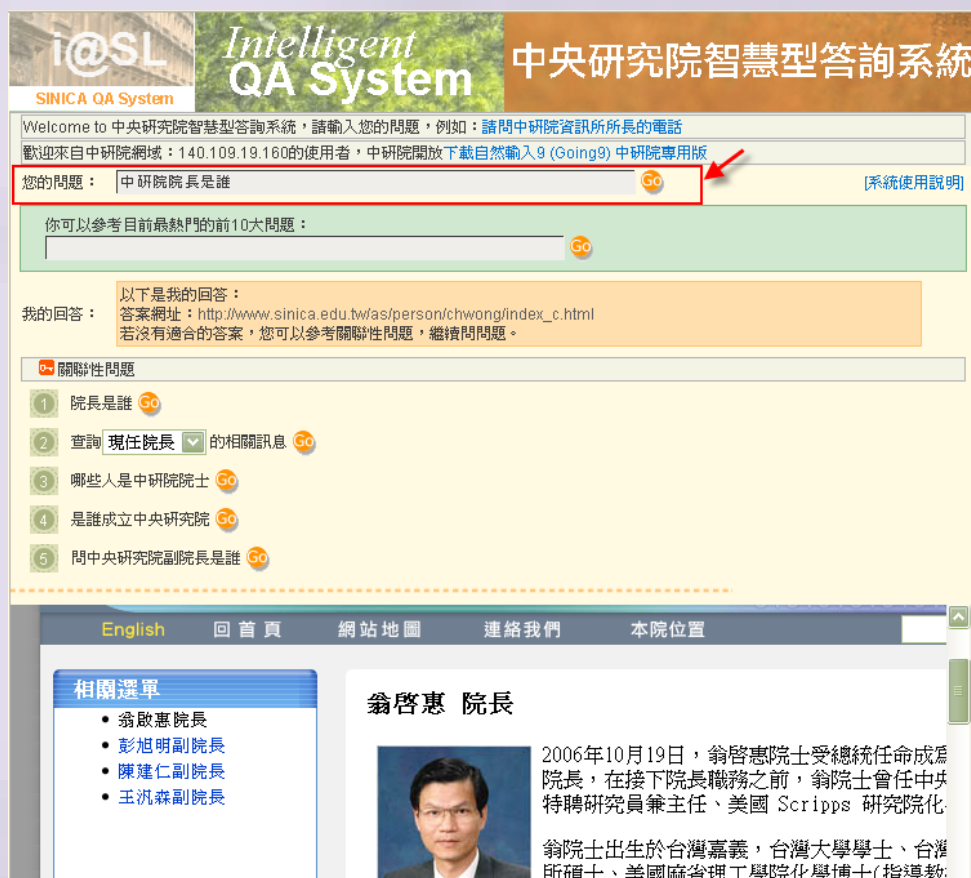 i@SL
SINICA QA System
Intelligent
QA System
中央研究院智慧型答詢系統
Welcome to 中央研究院智慧型答詢系統，請輸入您的問題，例如：請問中研院資訊所所長的電話
歡迎來自中研院網域：140.109.19.160的使用者，中研院開放下載自然輸入9 (Going9) 中研院專用版
您的問題： 中研院院長是誰 Go [系統使用說明]
你可以參考目前最熱門的前10大問題：
Go
我的回答：
以下是我的回答：
答案網址：http://www.sinica.edu.tw/as/person/chwong/index_c.html
若沒有適合的答案，您可以參考關聯性問題，繼續問問題。
關聯性問題
1 院長是誰 Go
2 查詢 現任院長 的相關訊息 Go
3 哪些人是中研院院士 Go
4 是誰成立中央研究院 Go
5 問中央研究院副院長是誰 Go
English 回首頁 網站地圖 連絡我們 本院位置
相關選單
• 翁啟惠院長
• 彭旭明副院長
• 陳建仁副院長
• 王汎森副院長
翁啓惠 院長
2006年10月19日，翁啓惠院士受總統任命成為
院長，在接下院長職務之前，翁院士曾任中央
特聘研究員兼主任、美國 Scripps 研究院化
翁院士出生於台灣嘉義，台灣大學學士、台灣
所碩士、美國麻省理工學院化學博士(指導教